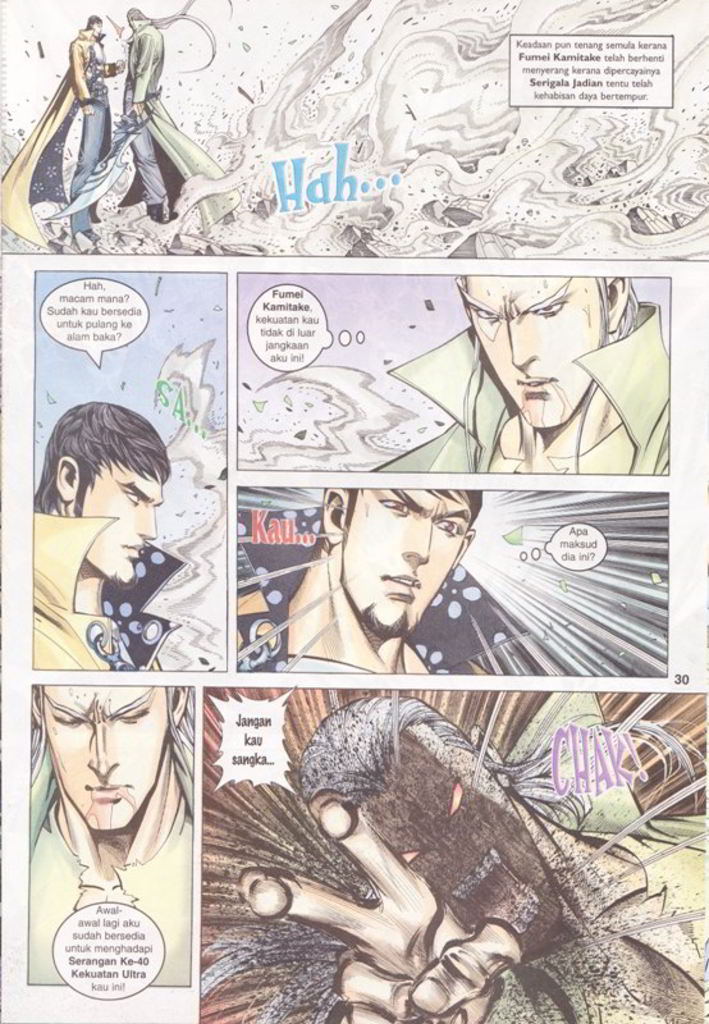 Keadaan pun tenang semula kerana
Fumei Kamitake telah berhenti
menyerang kerana dipercayainya
Serigala Jadian tentu telah
kehabisan daya bertempur.
Hah...
Hah,
macam mana?
Sudah kau bersedia
untuk pulang ke
alam baka?
SA...
Fumei
Kamitake,
kekuatan kau
tidak di luar
jangkaan
aku ini!
Kau...
Apa
maksud
dia ini?
30
Awal-
awal lagi aku
sudah bersedia
untuk menghadapi
Serangan Ke-40
Kekuatan Ultra
kau ini!
Jangan
kau
sangka...
CHAK!